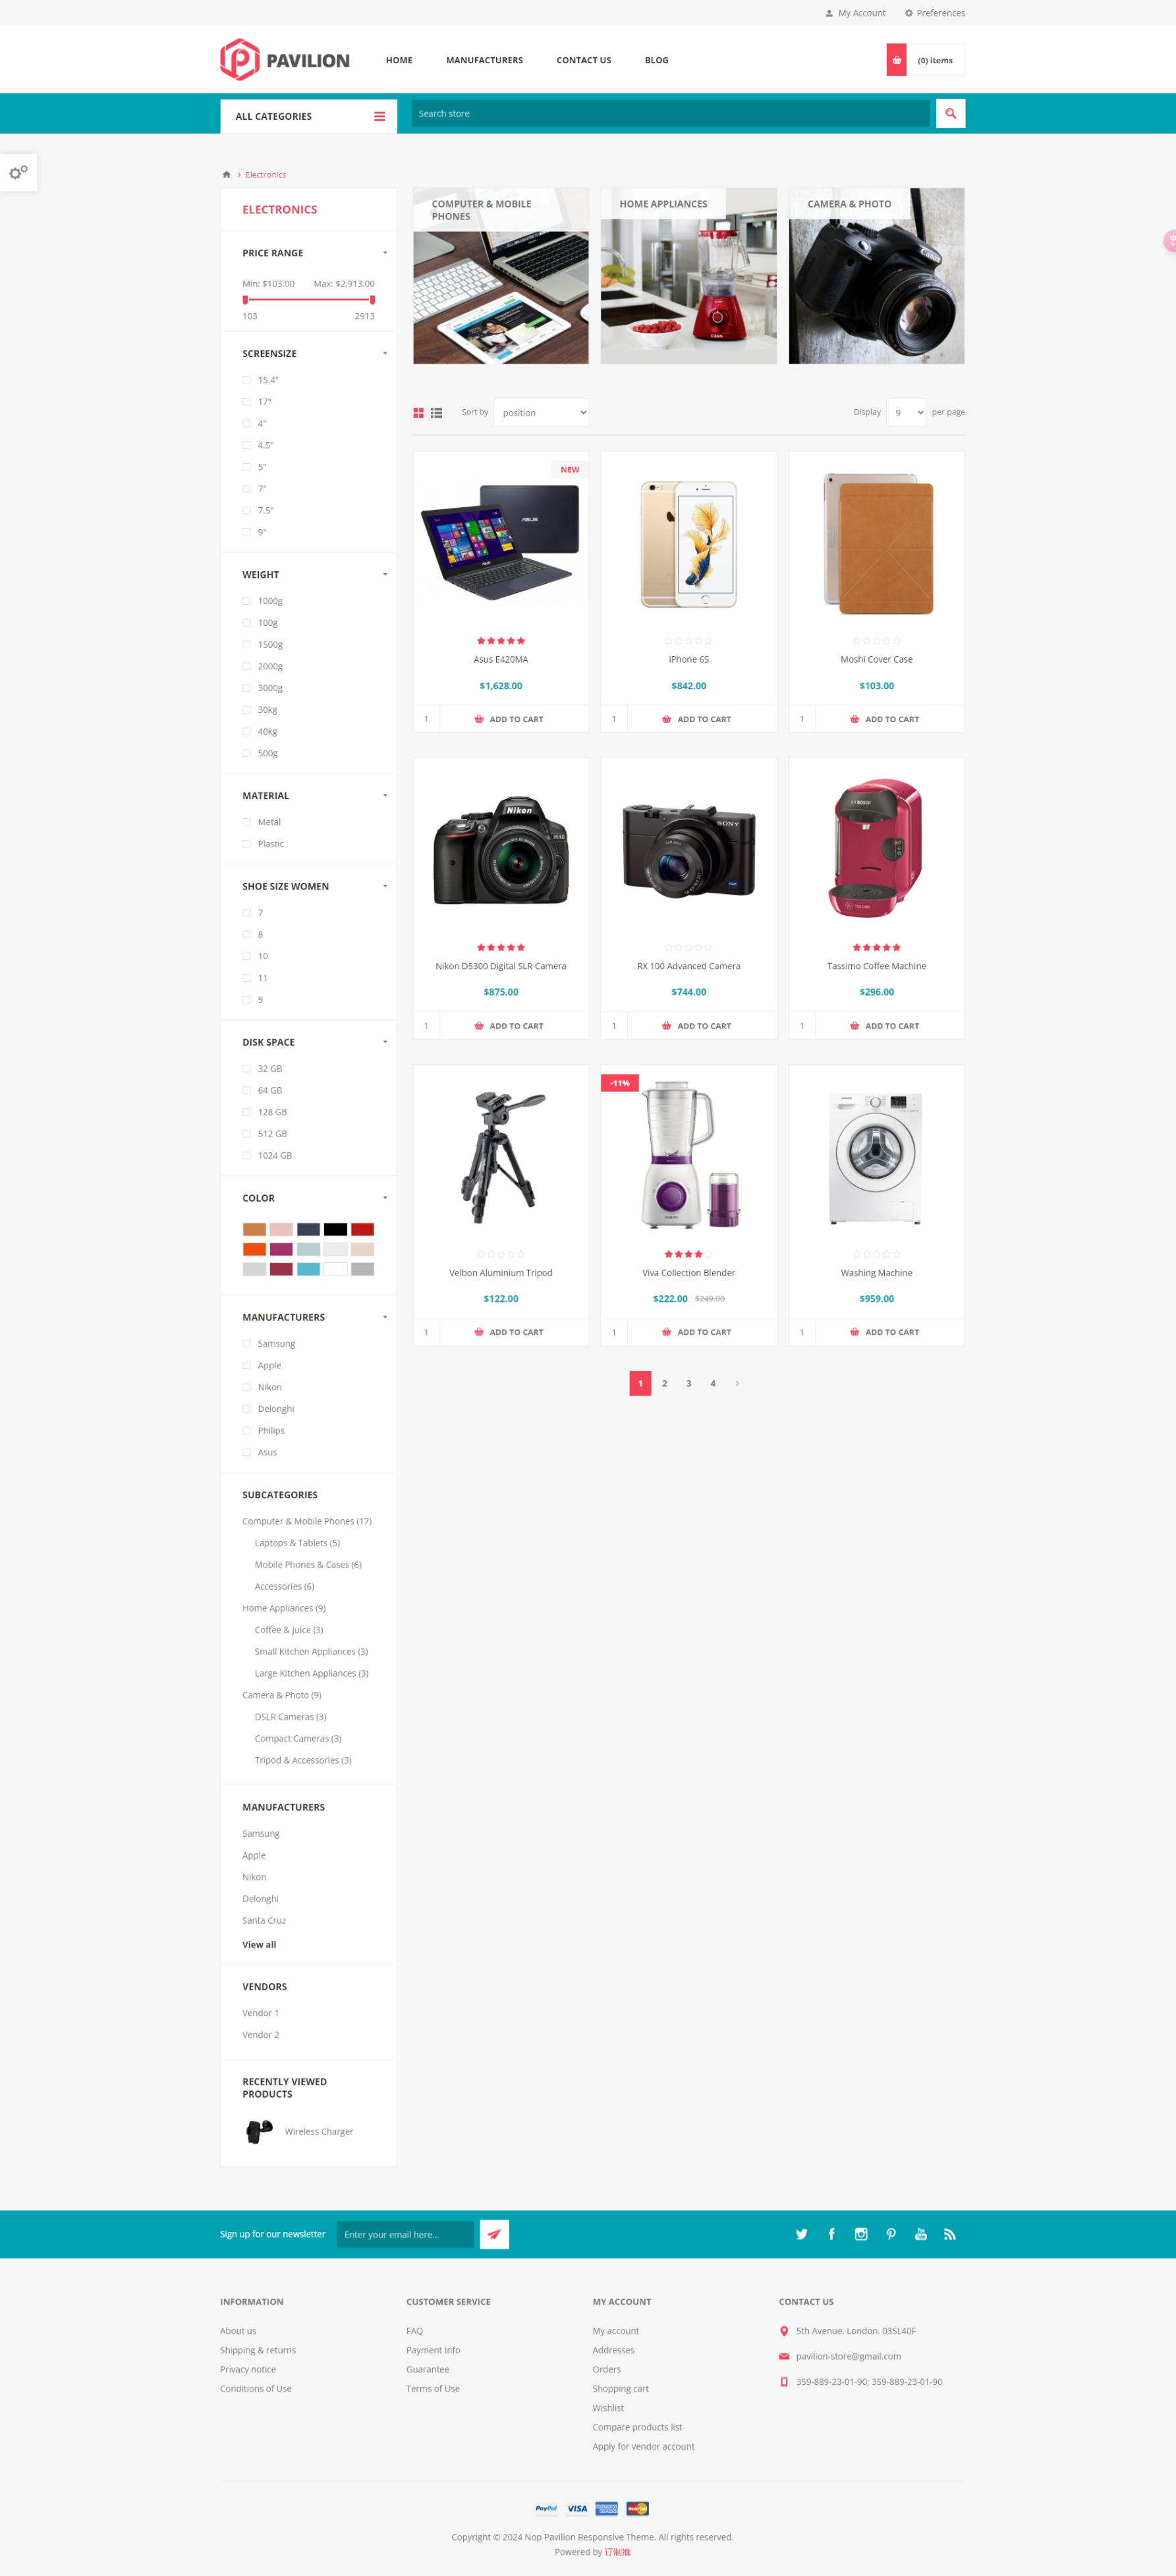 My Account
Preferences
PAVILION
HOME
MANUFACTURERS
CONTACT US
BLOG
(0) items
ALL CATEGORIES
Search store
Electronics
ELECTRONICS
PRICE RANGE
Min: $103.00
Max: $2,913.00
103
2913
SCREENSIZE
15.4"
17"
4"
4.5"
5"
7"
7.5"
9"
WEIGHT
1000g
100g
1500g
2000g
3000g
30kg
40kg
500g
MATERIAL
Metal
Plastic
SHOE SIZE WOMEN
7
8
10
11
9
DISK SPACE
32 GB
64 GB
128 GB
512 GB
1024 GB
COLOR
MANUFACTURERS
Samsung
Apple
Nikon
Delonghi
Philips
Asus
SUBCATEGORIES
Computer & Mobile Phones (17)
Laptops & Tablets (5)
Mobile Phones & Cases (6)
Accessories (6)
Home Appliances (9)
Coffee & Juice (3)
Small Kitchen Appliances (3)
Large Kitchen Appliances (3)
Camera & Photo (9)
DSLR Cameras (3)
Compact Cameras (3)
Tripod & Accessories (3)
MANUFACTURERS
Samsung
Apple
Nikon
Delonghi
Santa Cruz
View all
VENDORS
Vendor 1
Vendor 2
RECENTLY VIEWED
PRODUCTS
Wireless Charger
COMPUTER & MOBILE
PHONES
HOME APPLIANCES
CAMERA & PHOTO
Sort by
position
Display
9
per page
NEW
ASUS
Asus E420MA
$1,628.00
1
ADD TO CART
iPhone 6S
$842.00
1
ADD TO CART
Moshi Cover Case
$103.00
1
ADD TO CART
Nikon
Nikon D5300 Digital SLR Camera
$875.00
1
ADD TO CART
SONY
RX 100 Advanced Camera
$744.00
1
ADD TO CART
BOSCH
TASSIMO
Tassimo Coffee Machine
$296.00
1
ADD TO CART
Velbon Aluminium Tripod
$122.00
1
ADD TO CART
-11%
Viva Collection Blender
$222.00 $249.00
1
ADD TO CART
Washing Machine
$959.00
1
ADD TO CART
1
2
3
4
Sign up for our newsletter
Enter your email here...
You
Tube
INFORMATION
About us
Shipping & returns
Privacy notice
Conditions of Use
CUSTOMER SERVICE
FAQ
Payment Info
Guarantee
Terms of Use
MY ACCOUNT
My account
Addresses
Orders
Shopping cart
Wishlist
Compare products list
Apply for vendor account
CONTACT US
5th Avenue. London. 03SL40F
pavilion-store@gmail.com
359-889-23-01-90; 359-889-23-01-90
PayPal
VISA
MasterCard
Copyright © 2024 Nop Pavilion Responsive Theme. All rights reserved.
Powered by 订制推